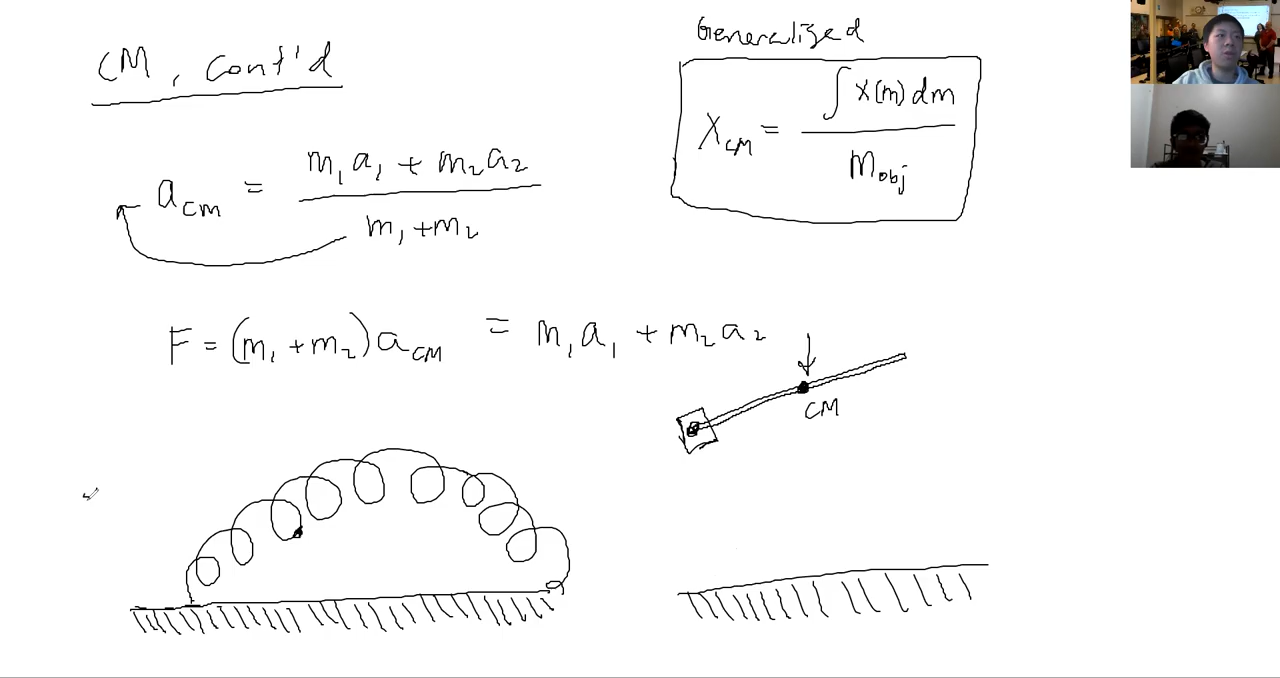 CM, cont'd
a_CM = (m₁a₁ + m₂a₂) / (m₁ + m₂)
Generalized
X_CM = ∫ x(m) dm / M_obj
F = (m₁ + m₂) a_CM = m₁a₁ + m₂a₂
CM